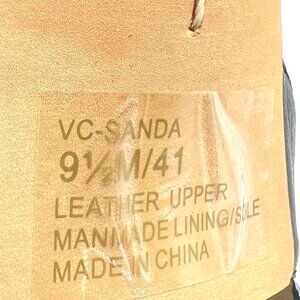 VC-SANDA
9½M/41
LEATHER UPPER
MANMADE LINING/SOLE
MADE IN CHINA